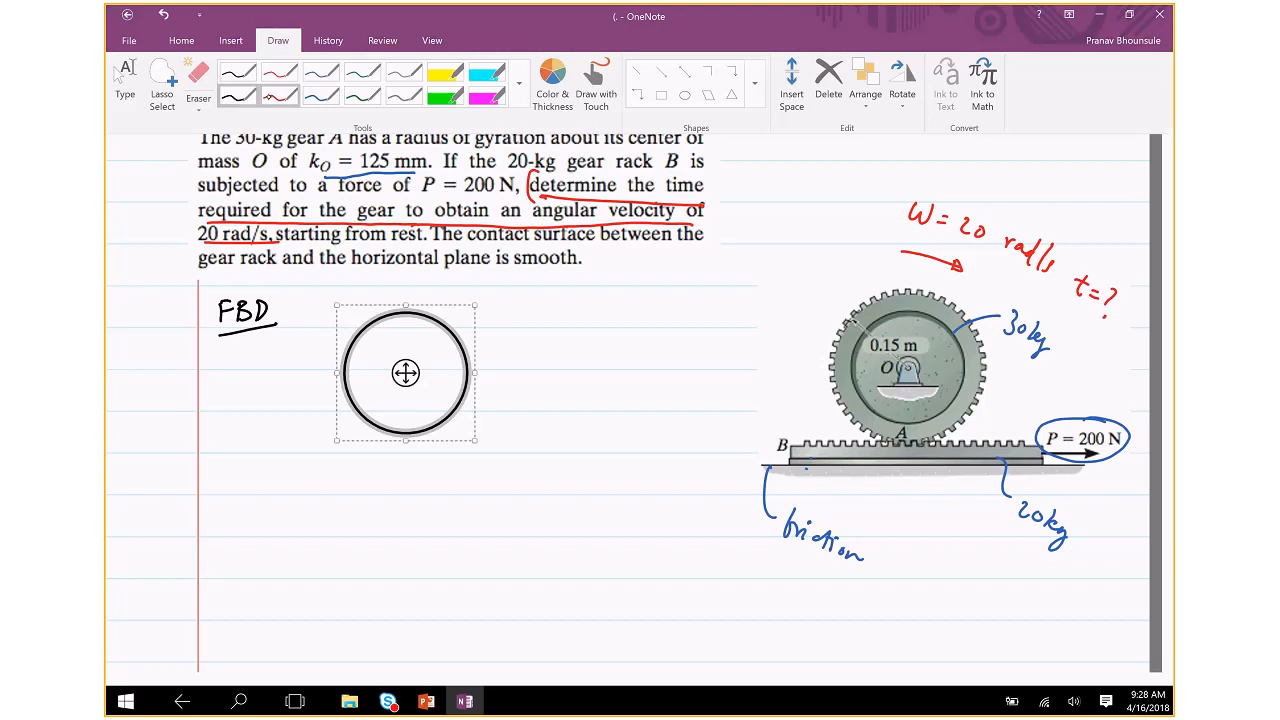 (. - OneNote
?
File
Home
Insert
Draw
History
Review
View
Pranav Bhounsule
Type
Lasso Select
Eraser
Color & Thickness
Draw with Touch
Insert Space
Delete
Arrange
Rotate
Ink to Text
Ink to Math
Tools
Shapes
Edit
Convert
The 30-kg gear A has a radius of gyration about its center of
mass O of kO = 125 mm. If the 20-kg gear rack B is
subjected to a force of P = 200 N, determine the time
required for the gear to obtain an angular velocity of
20 rad/s, starting from rest. The contact surface between the
gear rack and the horizontal plane is smooth.
FBD
ω = 20 rad/s
t = ?
30kg
0.15 m
O
A
B
P = 200 N
20kg
friction
9:28 AM
4/16/2018